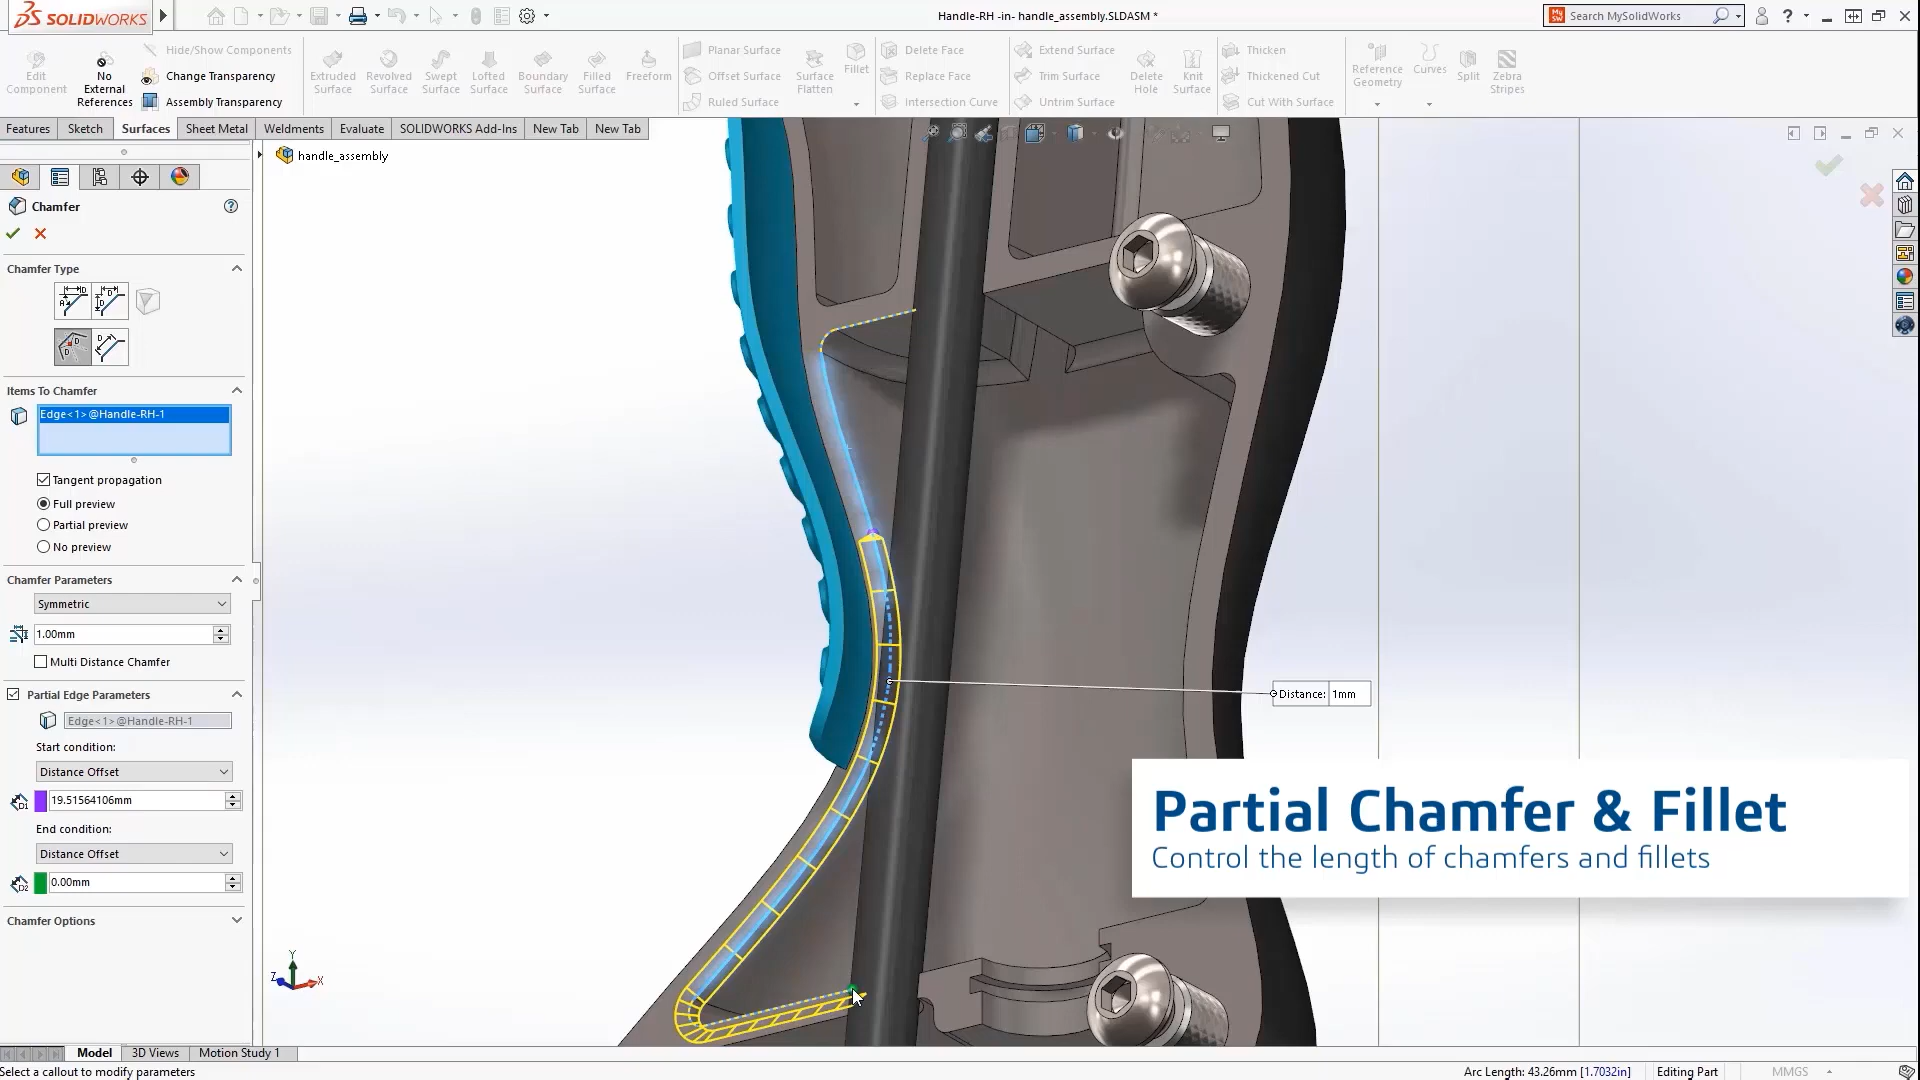 SOLIDWORKS
Handle-RH -in- handle_assembly.SLDASM *
Search MySolidWorks
Edit Component
No External References
Hide/Show Components
Change Transparency
Assembly Transparency
Extruded Surface
Revolved Surface
Swept Surface
Lofted Surface
Boundary Surface
Filled Surface
Freeform
Planar Surface
Offset Surface
Ruled Surface
Surface Flatten
Fillet
Delete Face
Replace Face
Intersection Curve
Extend Surface
Trim Surface
Untrim Surface
Delete Hole
Knit Surface
Thicken
Thickened Cut
Cut With Surface
Reference Geometry
Curves
Split
Zebra Stripes
Features
Sketch
Surfaces
Sheet Metal
Weldments
Evaluate
SOLIDWORKS Add-Ins
New Tab
New Tab
handle_assembly
Chamfer
Chamfer Type
Items To Chamfer
Edge<1>@Handle-RH-1
Tangent propagation
Full preview
Partial preview
No preview
Chamfer Parameters
Symmetric
1.00mm
Multi Distance Chamfer
Partial Edge Parameters
Edge<1>@Handle-RH-1
Start condition:
Distance Offset
19.51564106mm
End condition:
Distance Offset
0.00mm
Chamfer Options
Distance: 1mm
Partial Chamfer & Fillet
Control the length of chamfers and fillets
Y
Z
X
Model
3D Views
Motion Study 1
Select a callout to modify parameters
Arc Length: 43.26mm [1.7032in]
Editing Part
MMGS